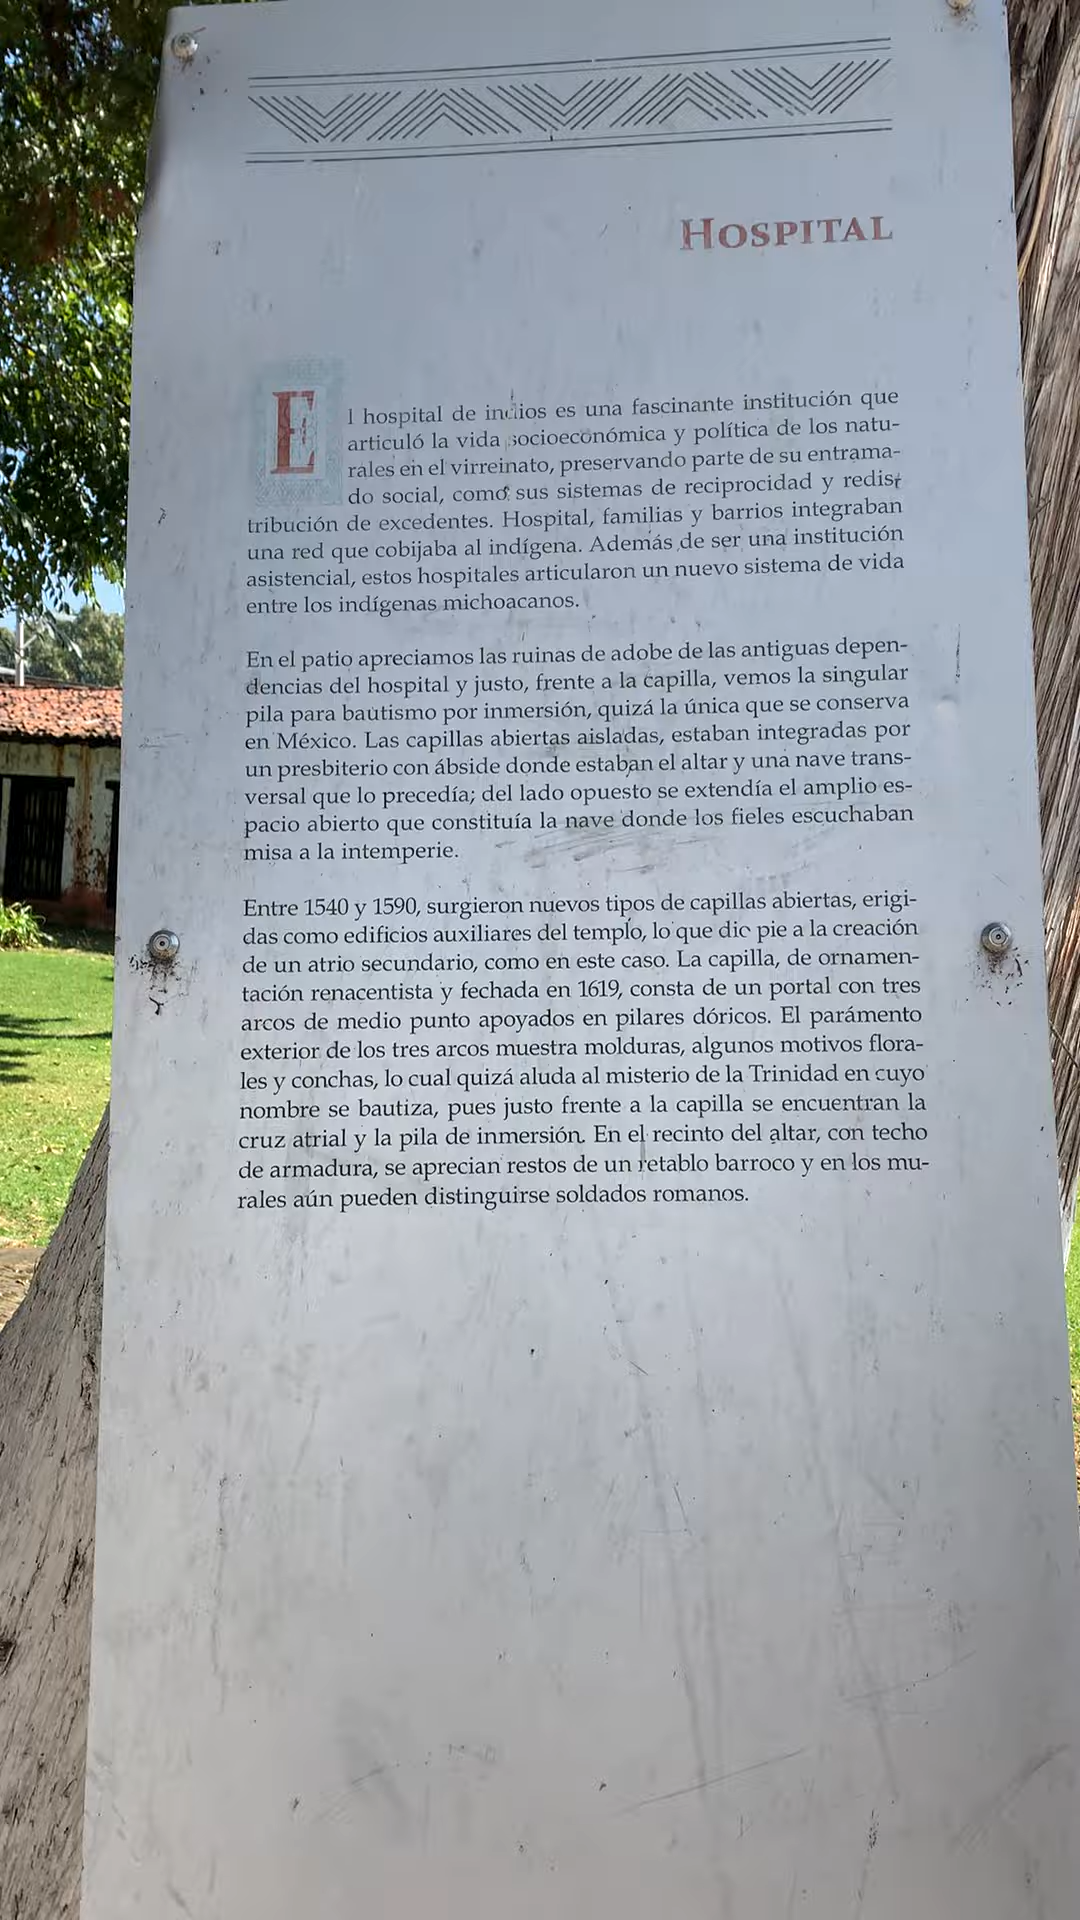 HOSPITAL
El hospital de indios es una fascinante institución que
articuló la vida socioeconómica y política de los natu-
rales en el virreinato, preservando parte de su entrama-
do social, como sus sistemas de reciprocidad y redis-
tribución de excedentes. Hospital, familias y barrios integraban
una red que cobijaba al indígena. Además de ser una institución
asistencial, estos hospitales articularon un nuevo sistema de vida
entre los indígenas michoacanos.
En el patio apreciamos las ruinas de adobe de las antiguas depen-
dencias del hospital y justo, frente a la capilla, vemos la singular
pila para bautismo por inmersión, quizá la única que se conserva
en México. Las capillas abiertas aisladas, estaban integradas por
un presbiterio con ábside donde estaban el altar y una nave trans-
versal que lo precedía; del lado opuesto se extendía el amplio es-
pacio abierto que constituía la nave donde los fieles escuchaban
misa a la intemperie.
Entre 1540 y 1590, surgieron nuevos tipos de capillas abiertas, erigi-
das como edificios auxiliares del templo, lo que dio pie a la creación
de un atrio secundario, como en este caso. La capilla, de ornamen-
tación renacentista y fechada en 1619, consta de un portal con tres
arcos de medio punto apoyados en pilares dóricos. El parámento
exterior de los tres arcos muestra molduras, algunos motivos flora-
les y conchas, lo cual quizá aluda al misterio de la Trinidad en cuyo
nombre se bautiza, pues justo frente a la capilla se encuentran la
cruz atrial y la pila de inmersión. En el recinto del altar, con techo
de armadura, se aprecian restos de un retablo barroco y en los mu-
rales aún pueden distinguirse soldados romanos.